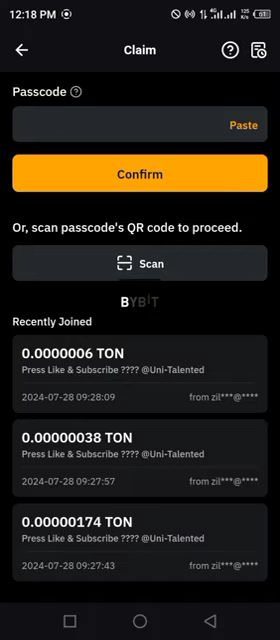 12:18 PM
4G
125
K/s
61
Claim
Passcode
Paste
Confirm
Or, scan passcode's QR code to proceed.
Scan
BYBIT
Recently Joined
0.0000006 TON
Press Like & Subscribe ???? @Uni-Talented
2024-07-28 09:28:09 from zil***@****
0.00000038 TON
Press Like & Subscribe ???? @Uni-Talented
2024-07-28 09:27:57 from zil***@****
0.00000174 TON
Press Like & Subscribe ???? @Uni-Talented
2024-07-28 09:27:43 from zil***@****